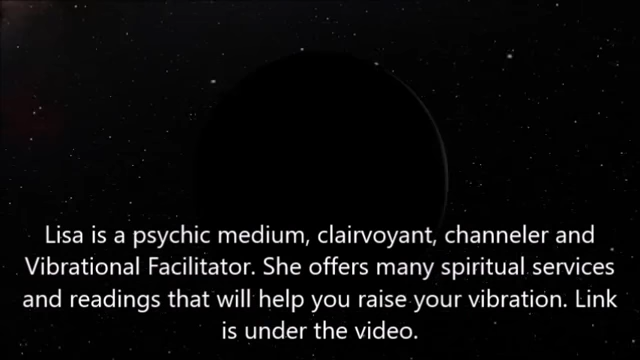 Lisa is a psychic medium, clairvoyant, channeler and
Vibrational Facilitator. She offers many spiritual services
and readings that will help you raise your vibration. Link
is under the video.